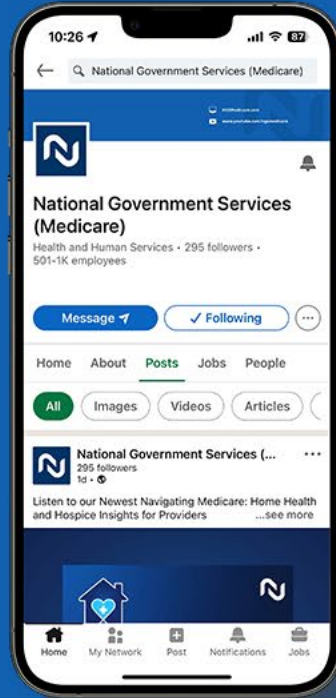 10:26
87
National Government Services (Medicare)
National Government Services
(Medicare)
Health and Human Services • 295 followers •
501-1K employees
Message
Following
Home About Posts Jobs People
All Images Videos Articles
National Government Services (...
295 followers
1d •
Listen to our Newest Navigating Medicare: Home Health
and Hospice Insights for Providers ...see more
Home My Network Post Notifications Jobs